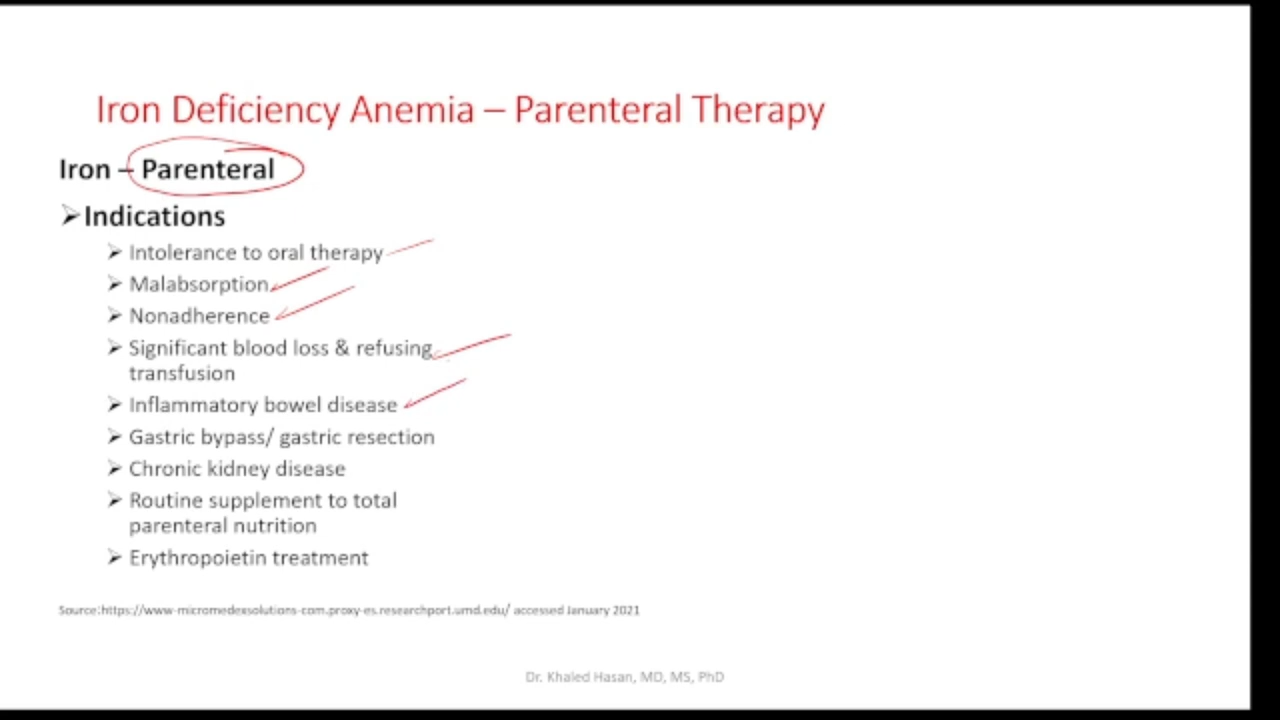 Iron Deficiency Anemia – Parenteral Therapy
Iron – Parenteral
➢Indications
➢ Intolerance to oral therapy
➢ Malabsorption
➢ Nonadherence
➢ Significant blood loss & refusing
transfusion
➢ Inflammatory bowel disease
➢ Gastric bypass/ gastric resection
➢ Chronic kidney disease
➢ Routine supplement to total
parenteral nutrition
➢ Erythropoietin treatment
Source:https://www-micromedexsolutions-com.proxy-es.researchport.umd.edu/ accessed January 2021
Dr. Khaled Hasan, MD, MS, PhD